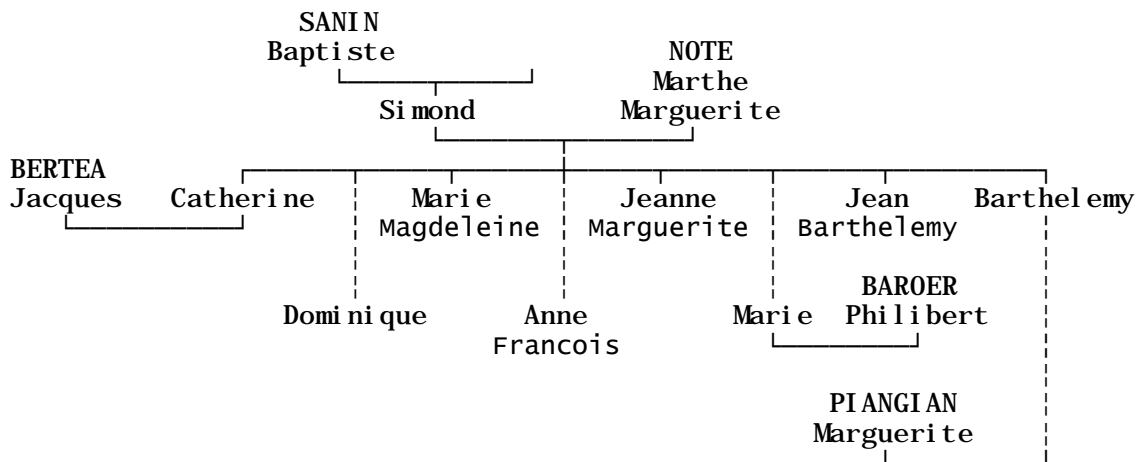 SANIN
Baptiste NOTE
Marthe
Simond Marguerite
BERTEA
Jacques Catherine Marie Jeanne Jean Barthelemy
Magdeleine Marguerite Barthelemy
BAROER
Dominique Anne Marie Philibert
Francois
PIANGIAN
Marguerite